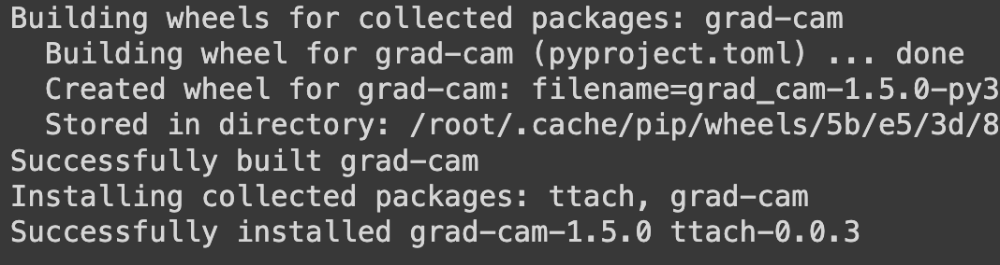 Building wheels for collected packages: grad-cam
  Building wheel for grad-cam (pyproject.toml) ... done
  Created wheel for grad-cam: filename=grad_cam-1.5.0-py3
  Stored in directory: /root/.cache/pip/wheels/5b/e5/3d/8
Successfully built grad-cam
Installing collected packages: ttach, grad-cam
Successfully installed grad-cam-1.5.0 ttach-0.0.3